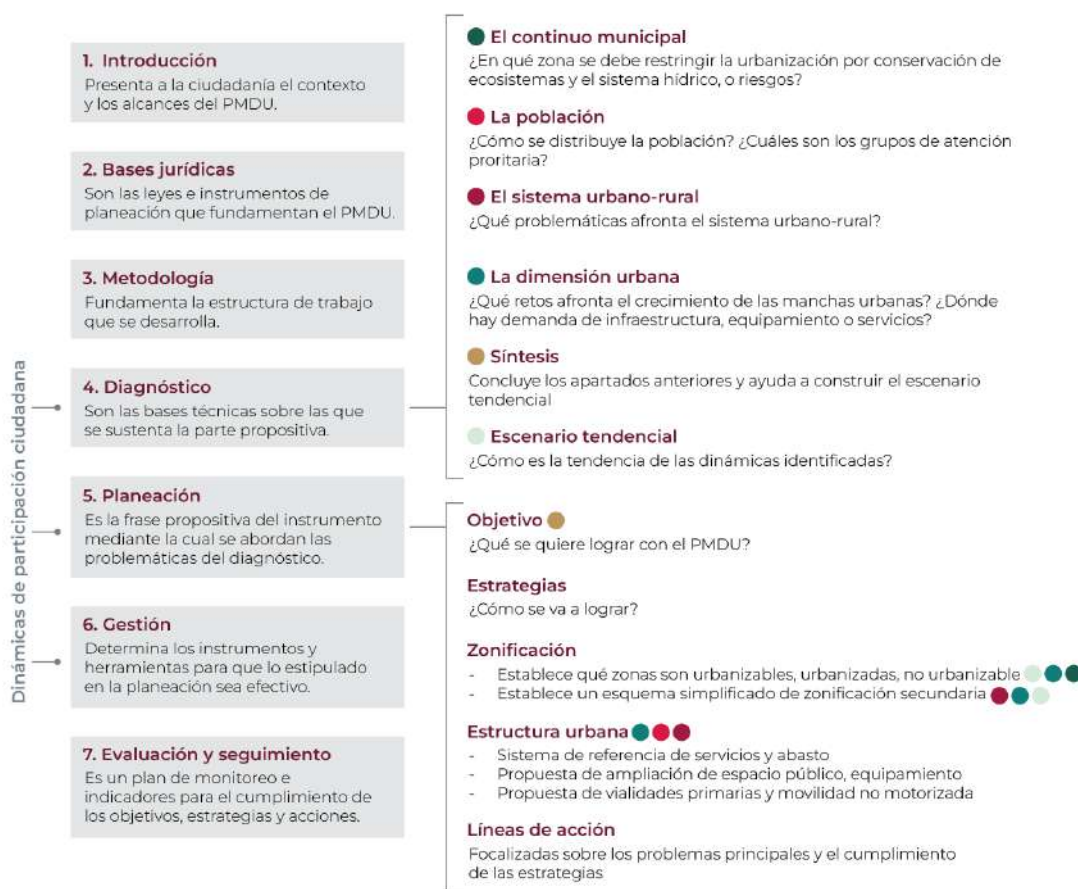 Dinámicas de participación ciudadana
1. Introducción
Presenta a la ciudadanía el contexto
y los alcances del PMDU.
2. Bases jurídicas
Son las leyes e instrumentos de
planeación que fundamentan el PMDU.
3. Metodología
Fundamenta la estructura de trabajo
que se desarrolla.
4. Diagnóstico
Son las bases técnicas sobre las que
se sustenta la parte propositiva.
5. Planeación
Es la frase propositiva del instrumento
mediante la cual se abordan las
problemáticas del diagnóstico.
6. Gestión
Determina los instrumentos y
herramientas para que lo estipulado
en la planeación sea efectivo.
7. Evaluación y seguimiento
Es un plan de monitoreo e
indicadores para el cumplimiento de
los objetivos, estrategias y acciones.
El continuo municipal
¿En qué zona se debe restringir la urbanización por conservación de
ecosistemas y el sistema hídrico, o riesgos?
La población
¿Cómo se distribuye la población? ¿Cuáles son los grupos de atención
proritaria?
El sistema urbano-rural
¿Qué problemáticas afronta el sistema urbano-rural?
La dimensión urbana
¿Qué retos afronta el crecimiento de las manchas urbanas? ¿Dónde
hay demanda de infraestructura, equipamiento o servicios?
Síntesis
Concluye los apartados anteriores y ayuda a construir el escenario
tendencial
Escenario tendencial
¿Cómo es la tendencia de las dinámicas identificadas?
Objetivo
¿Qué se quiere lograr con el PMDU?
Estrategias
¿Cómo se va a lograr?
Zonificación
- Establece qué zonas son urbanizables, urbanizadas, no urbanizable
- Establece un esquema simplificado de zonificación secundaria
Estructura urbana
- Sistema de referencia de servicios y abasto
- Propuesta de ampliación de espacio público, equipamiento
- Propuesta de vialidades primarias y movilidad no motorizada
Líneas de acción
Focalizadas sobre los problemas principales y el cumplimiento
de las estrategias